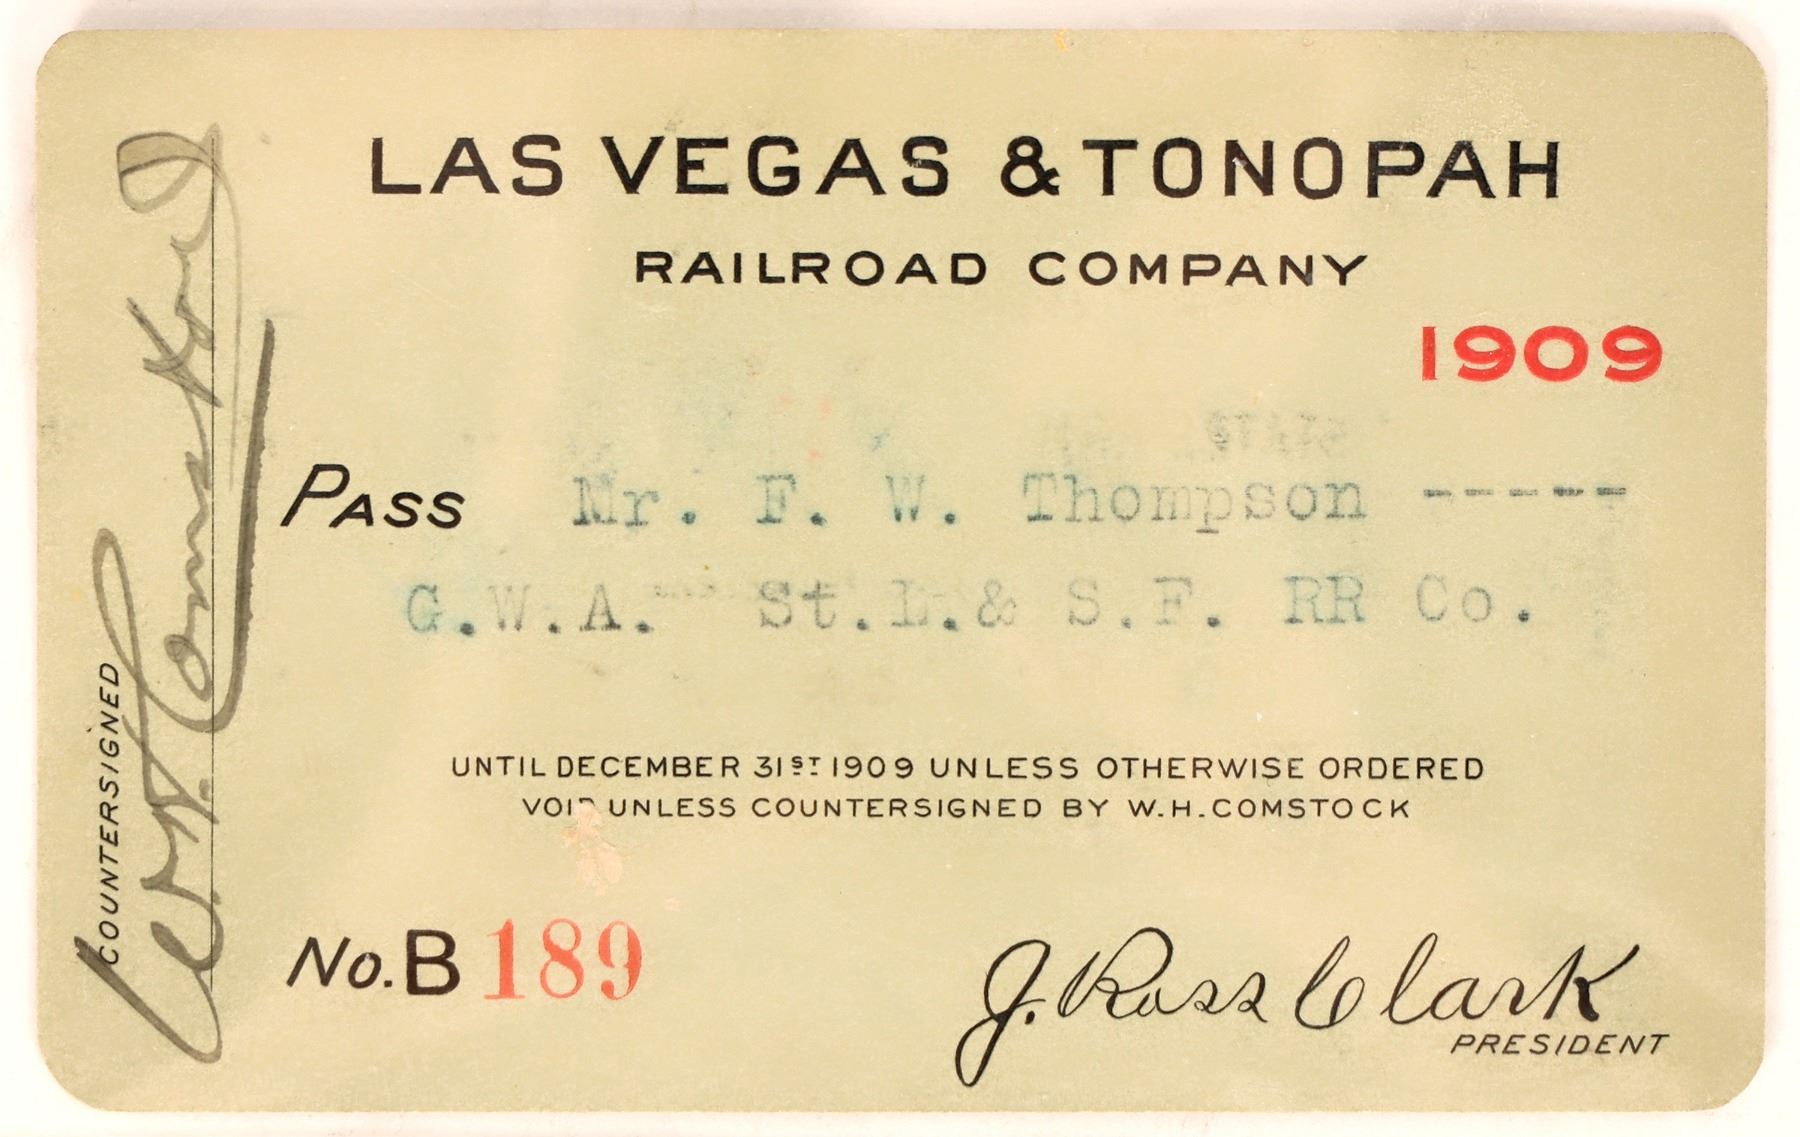 LAS VEGAS & TONOPAH
RAILROAD COMPANY
1909
PASS Mr. F. W. Thompson -----
G.W.A. St.L.& S.F. RR Co.
UNTIL DECEMBER 31ST 1909 UNLESS OTHERWISE ORDERED
VOID UNLESS COUNTERSIGNED BY W.H.COMSTOCK
No. B 189
J. Ross Clark
PRESIDENT
COUNTERSIGNED
W.H. Comstock